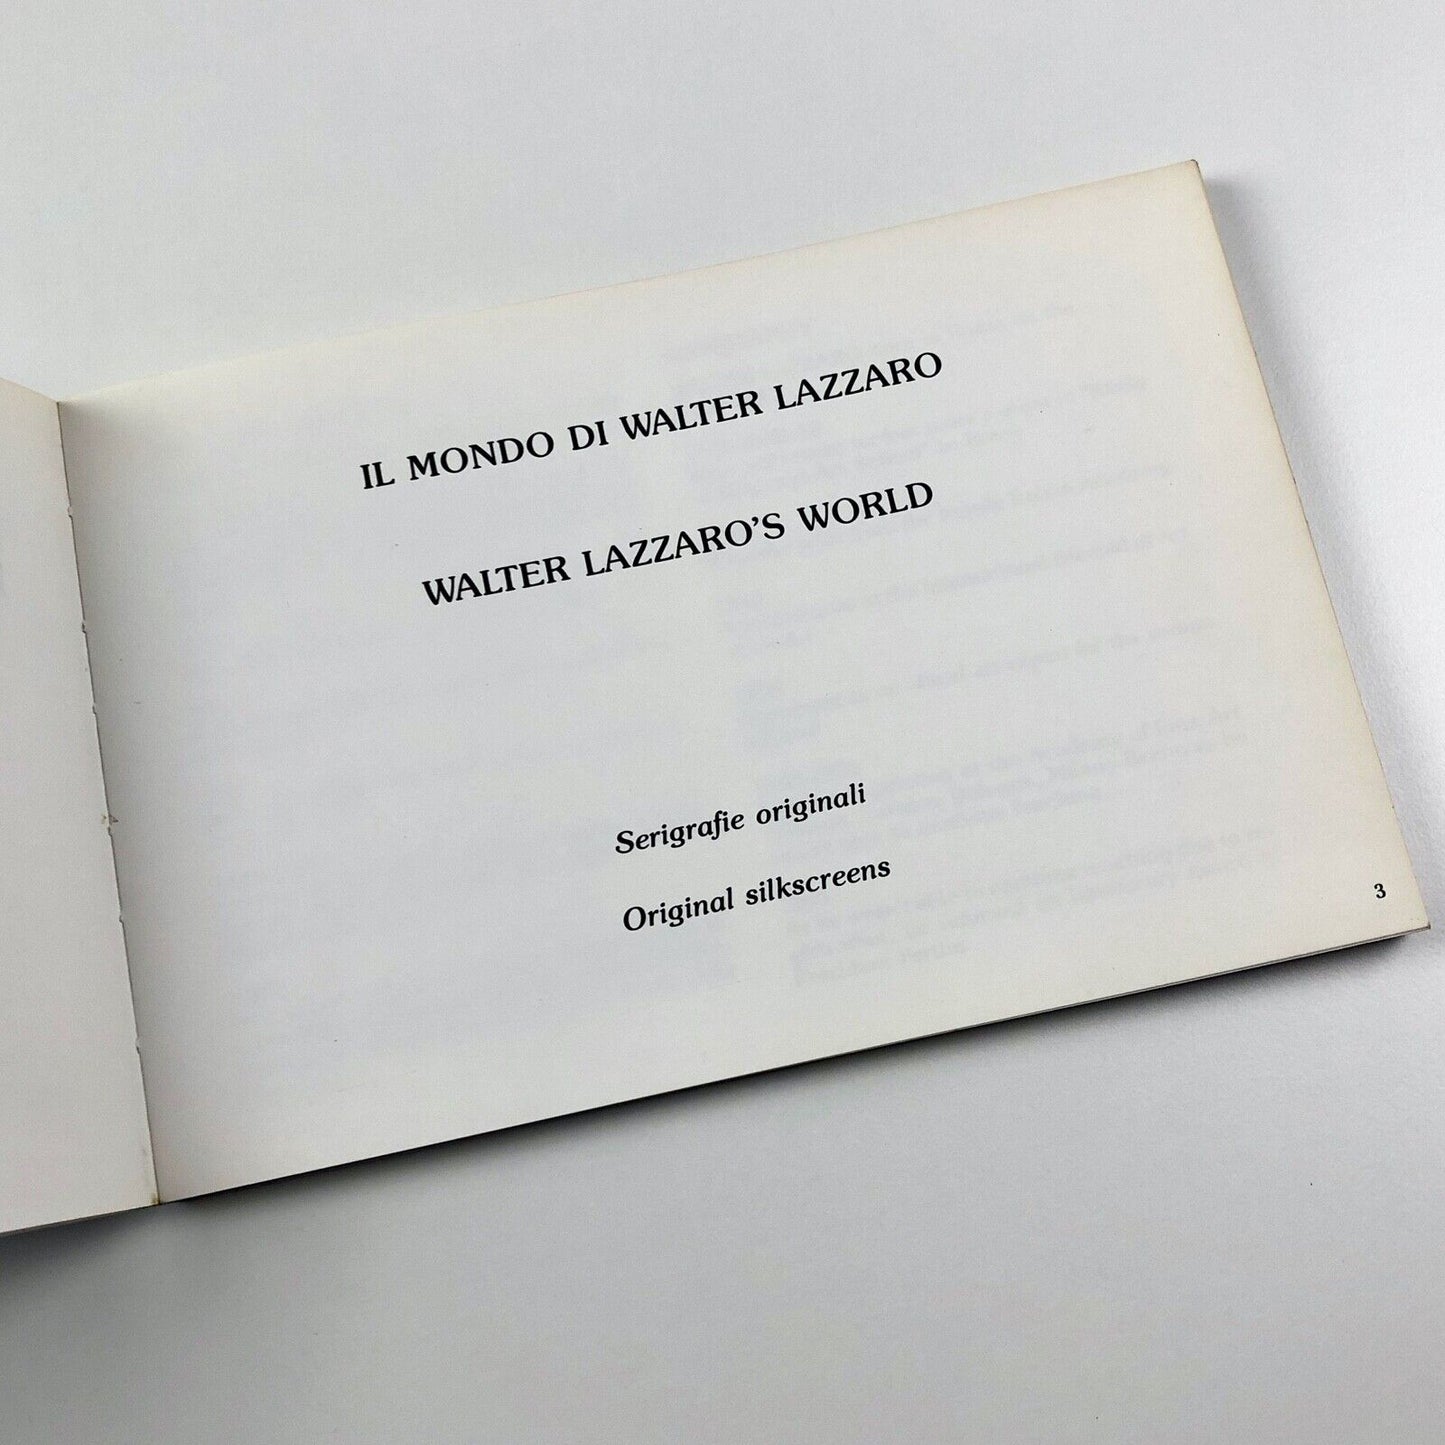 IL MONDO DI WALTER LAZZARO
WALTER LAZZARO'S WORLD
Serigrafie originali
Original silkscreens
3